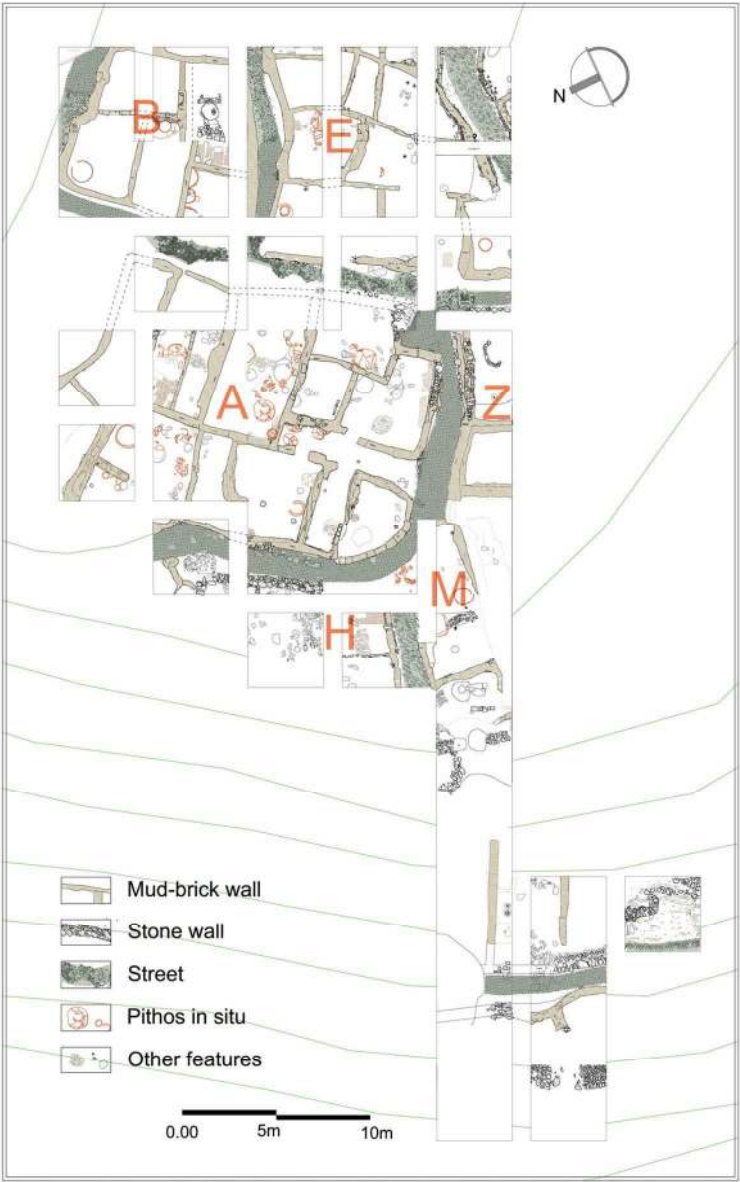 N
B
E
A
Z
M
H
Mud-brick wall
Stone wall
Street
Pithos in situ
Other features
0.00 5m 10m